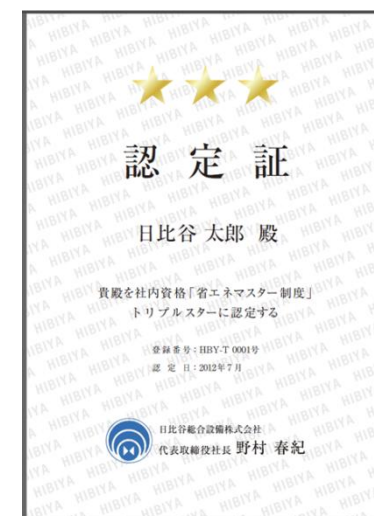 認定証
日比谷 太郎 殿
貴殿を社内資格「省エネマスター制度」
トリプルスターに認定する
登録番号：HBY-T 0001号
認 定 日：2012年7月
日比谷総合設備株式会社
代表取締役社長 野村 春紀
HIBIYA